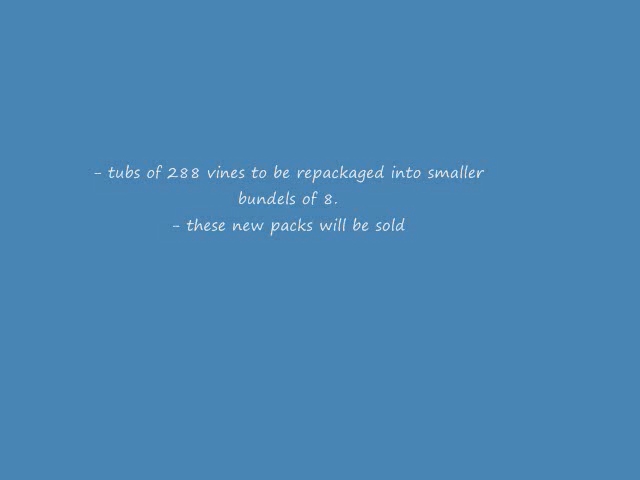 - tubs of 288 vines to be repackaged into smaller
bundels of 8.
- these new packs will be sold